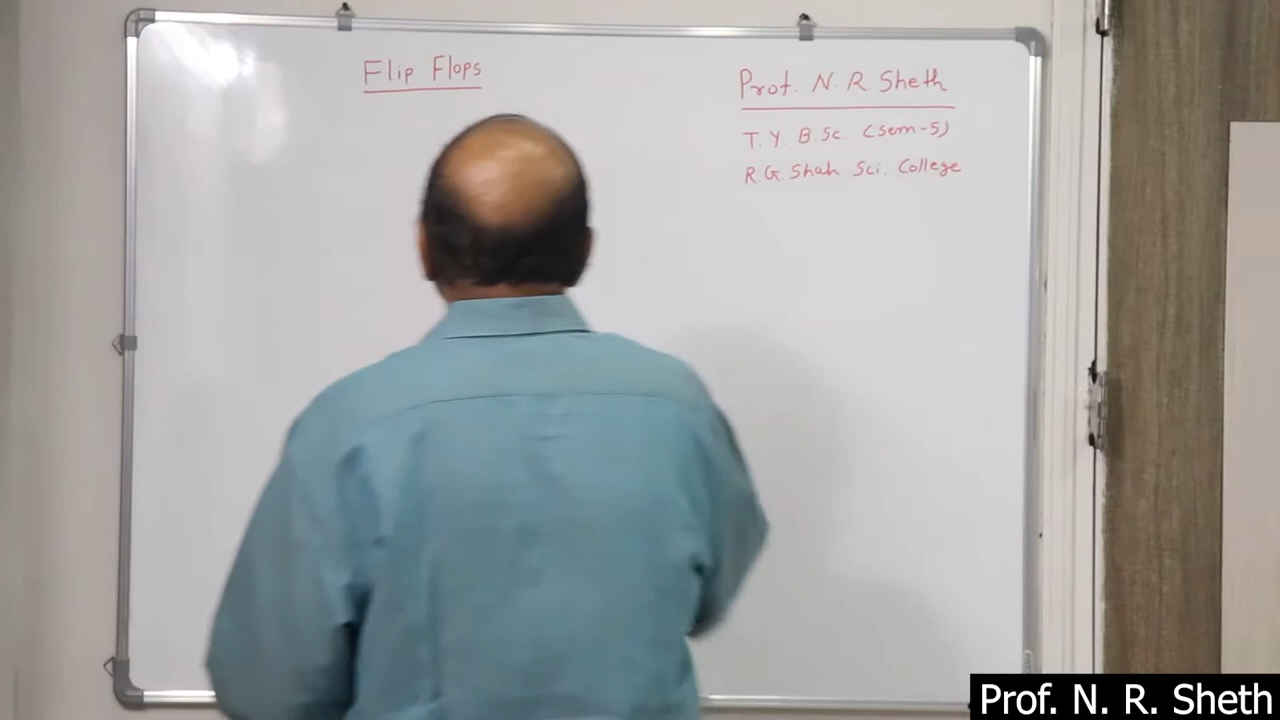 Flip Flops
Prof. N. R Sheth
T. Y. B.Sc. (Sem-5)
R.G. Shah Sci. College
Prof. N. R. Sheth